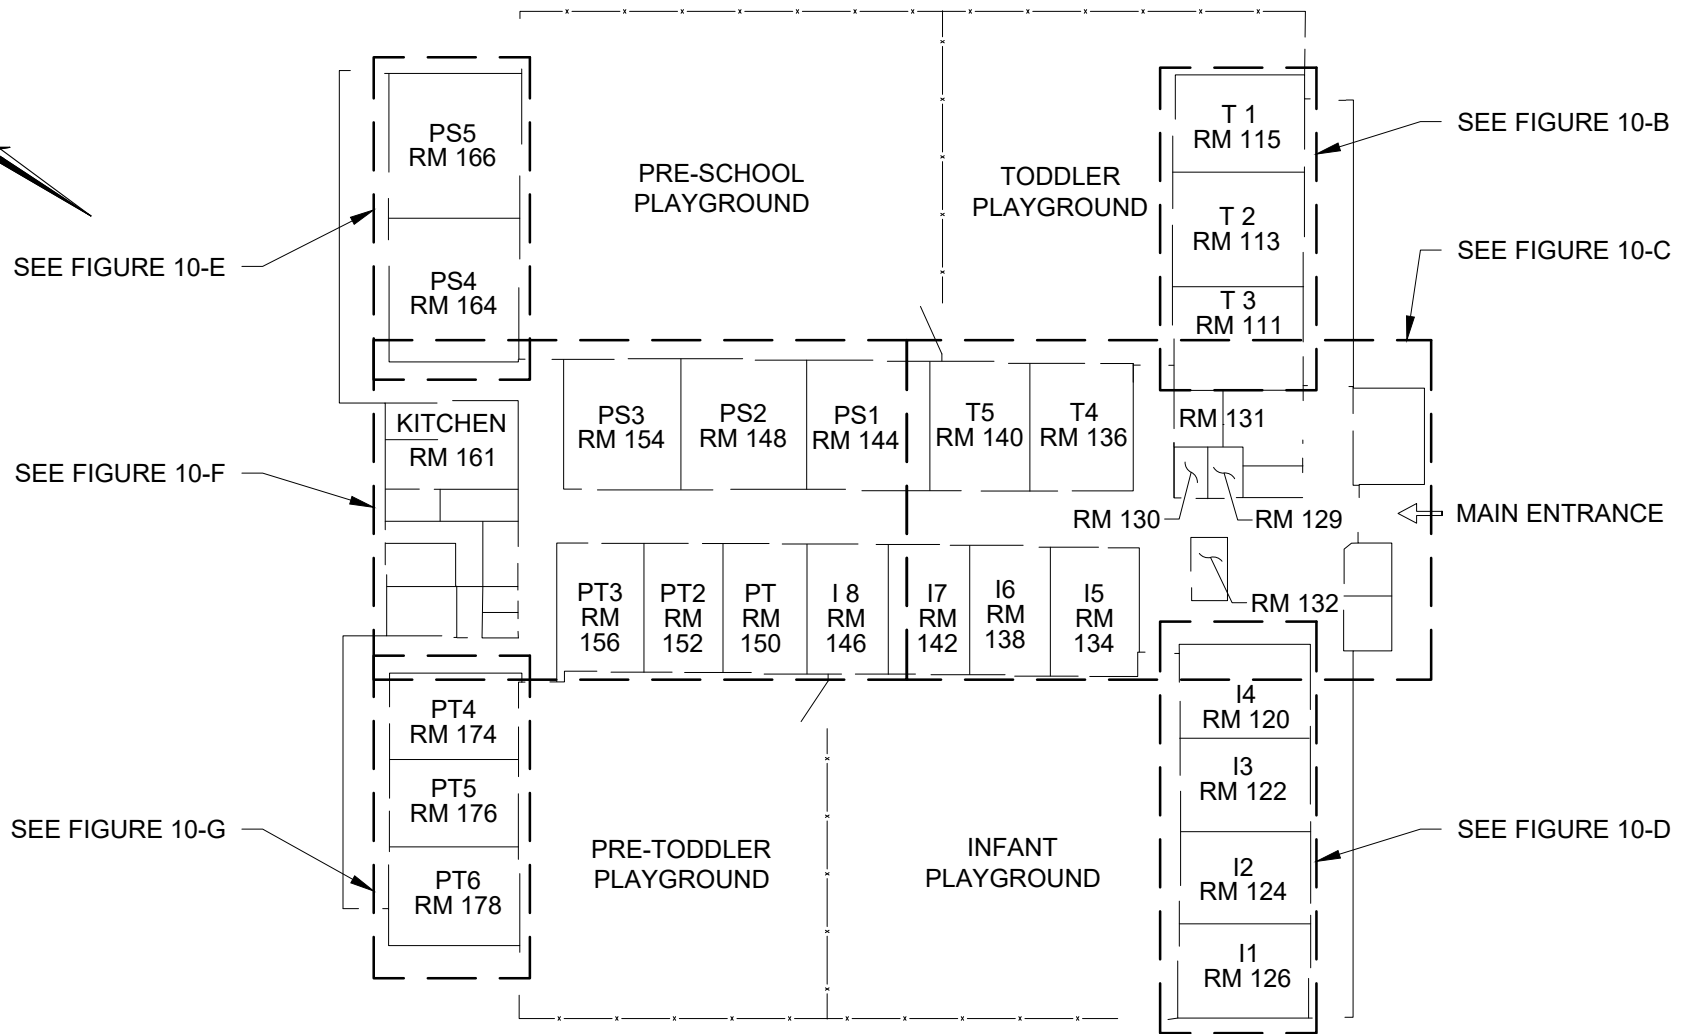 PS5
RM 166
PRE-SCHOOL
PLAYGROUND
TODDLER
PLAYGROUND
T 1
RM 115
SEE FIGURE 10-B
T 2
RM 113
SEE FIGURE 10-E
PS4
RM 164
T 3
RM 111
SEE FIGURE 10-C
KITCHEN
RM 161
PS3
RM 154
PS2
RM 148
PS1
RM 144
T5
RM 140
T4
RM 136
RM 131
SEE FIGURE 10-F
RM 130
RM 129
MAIN ENTRANCE
PT3
RM
156
PT2
RM
152
PT
RM
150
I 8
RM
146
I7
RM
142
I6
RM
138
I5
RM
134
RM 132
PT4
RM 174
I4
RM 120
PT5
RM 176
I3
RM 122
SEE FIGURE 10-G
PRE-TODDLER
PLAYGROUND
INFANT
PLAYGROUND
SEE FIGURE 10-D
PT6
RM 178
I2
RM 124
I1
RM 126